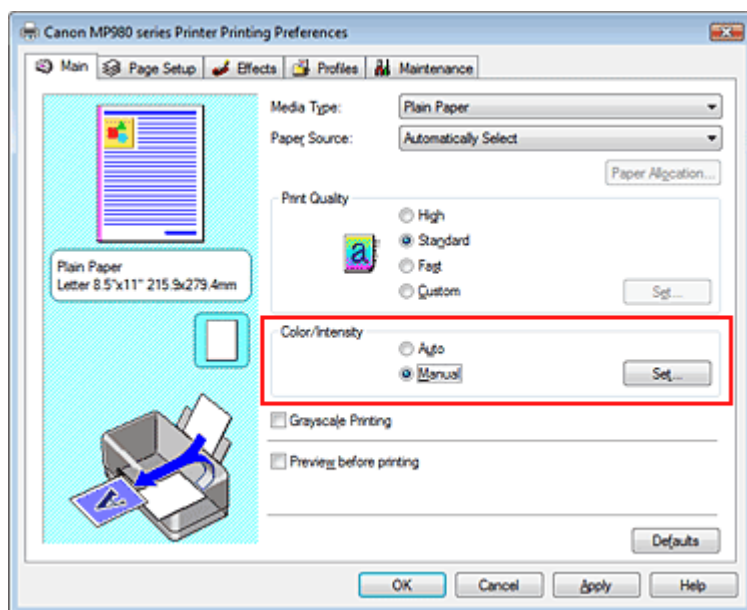 Canon MP980 series Printer Printing Preferences
Main Page Setup Effects Profiles Maintenance
Media Type: Plain Paper
Paper Source: Automatically Select
Paper Allocation...
Print Quality
High
Standard
Fast
Custom Set...
Plain Paper
Letter 8.5"x11" 215.9x279.4mm
Color/Intensity
Auto
Manual Set...
Grayscale Printing
Preview before printing
Defaults
OK Cancel Apply Help